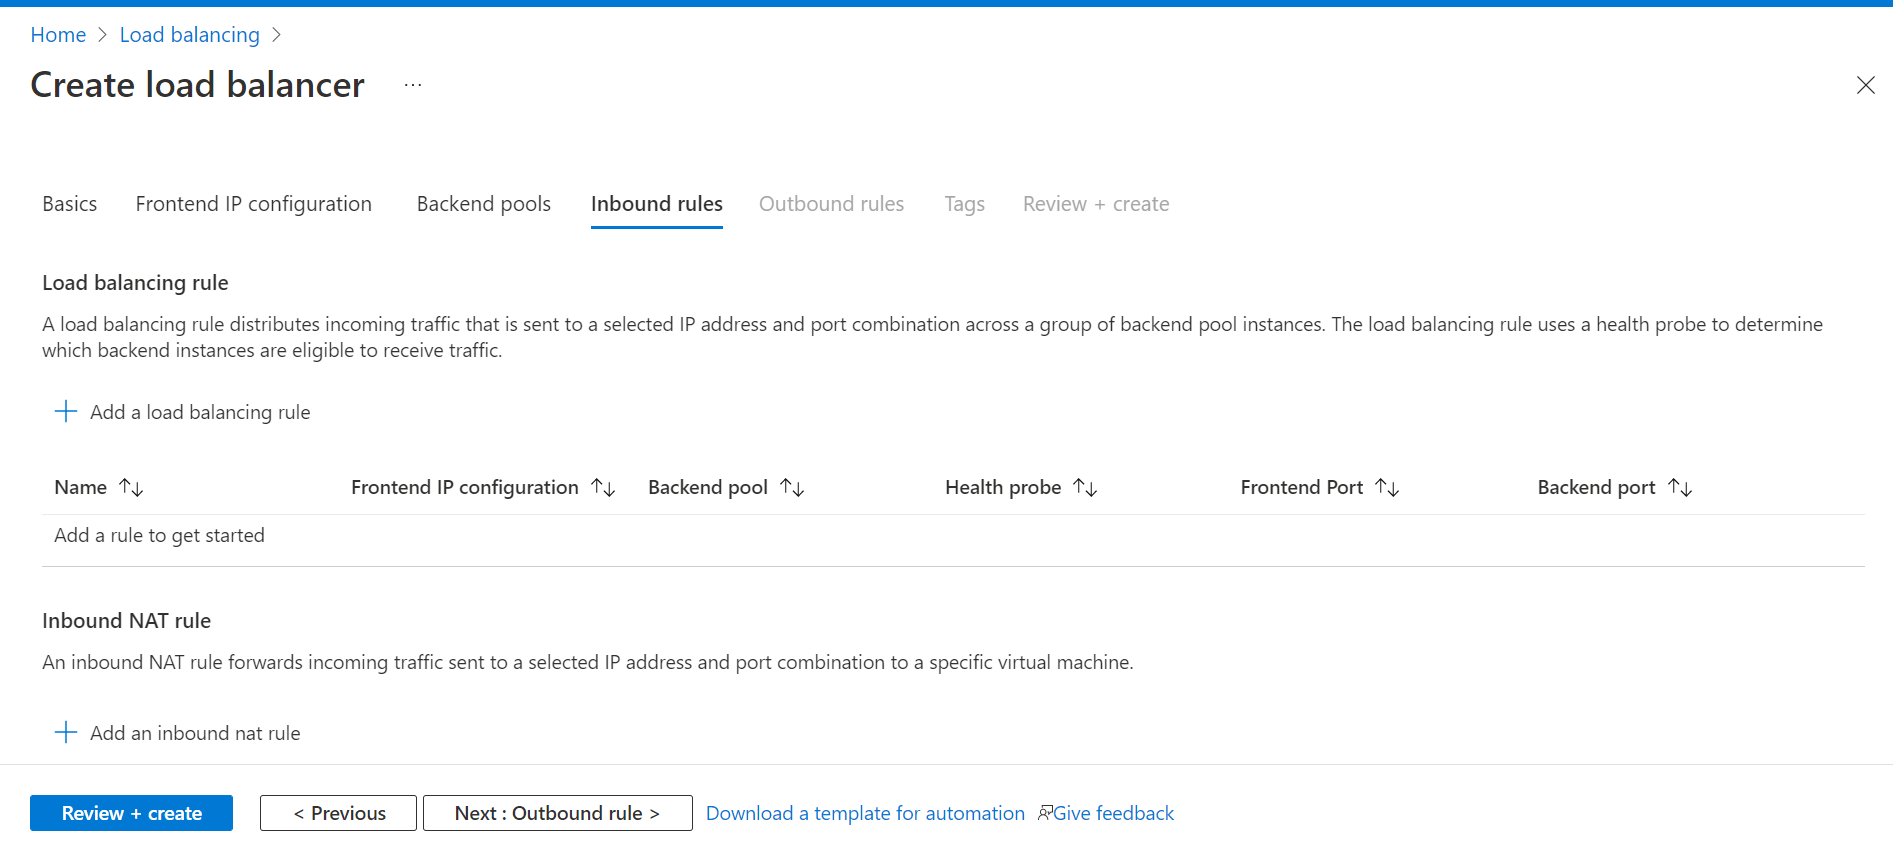 Home > Load balancing >
Create load balancer ...
Basics Frontend IP configuration Backend pools Inbound rules Outbound rules Tags Review + create
Load balancing rule
A load balancing rule distributes incoming traffic that is sent to a selected IP address and port combination across a group of backend pool instances. The load balancing rule uses a health probe to determine
which backend instances are eligible to receive traffic.
Add a load balancing rule
Name Frontend IP configuration Backend pool Health probe Frontend Port Backend port
Add a rule to get started
Inbound NAT rule
An inbound NAT rule forwards incoming traffic sent to a selected IP address and port combination to a specific virtual machine.
Add an inbound nat rule
Review + create < Previous Next : Outbound rule > Download a template for automation Give feedback